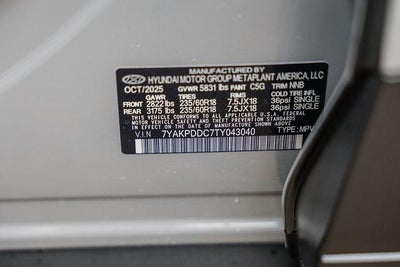 MANUFACTURED BY
HYUNDAI MOTOR GROUP METAPLANT AMERICA, LLC
OCT/2025 GVWR 5831 lbs PAINT C5G TRIM NNB
GAWR TIRES RIMS COLD TIRE INFL.
FRONT 2822 lbs 235/60R18 7.5JX18 36psi SINGLE
REAR 3175 lbs 235/60R18 7.5JX18 36psi SINGLE
THIS VEHICLE CONFORMS TO ALL APPLICABLE U.S.A. FEDERAL
MOTOR VEHICLE SAFETY, BUMPER, AND THEFT PREVENTION
STANDARDS IN EFFECT ON THE DATE OF MANUFACTURE SHOWN ABOVE.
V.I.N 7YAKPDDC7TY043040 TYPE: MPV